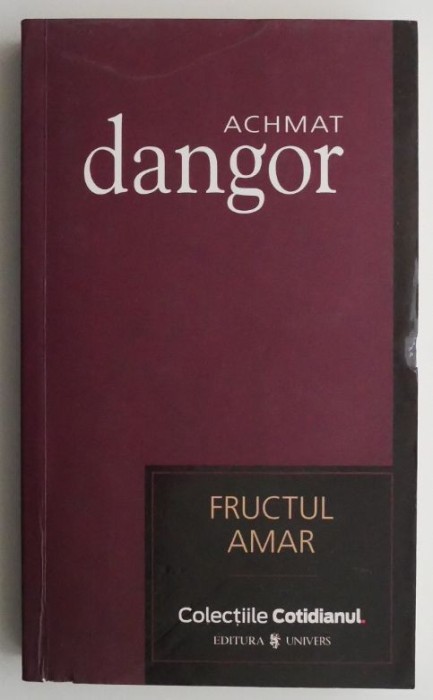 ACHMAT
dangor
FRUCTUL
AMAR
Colecțiile Cotidianul.
EDITURA UNIVERS